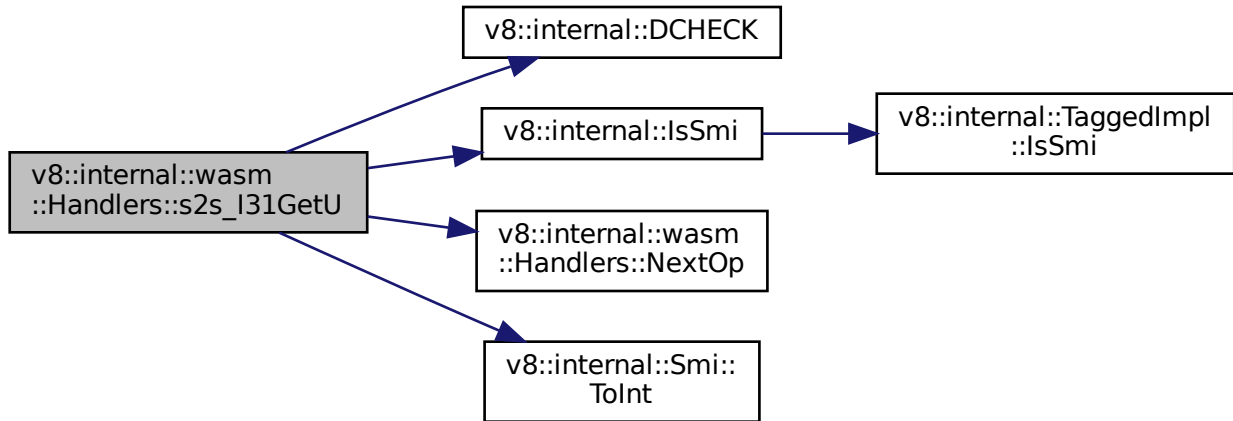 v8::internal::wasm
::Handlers::s2s_I31GetU
v8::internal::DCHECK
v8::internal::IsSmi
v8::internal::TaggedImpl
::IsSmi
v8::internal::wasm
::Handlers::NextOp
v8::internal::Smi::
ToInt